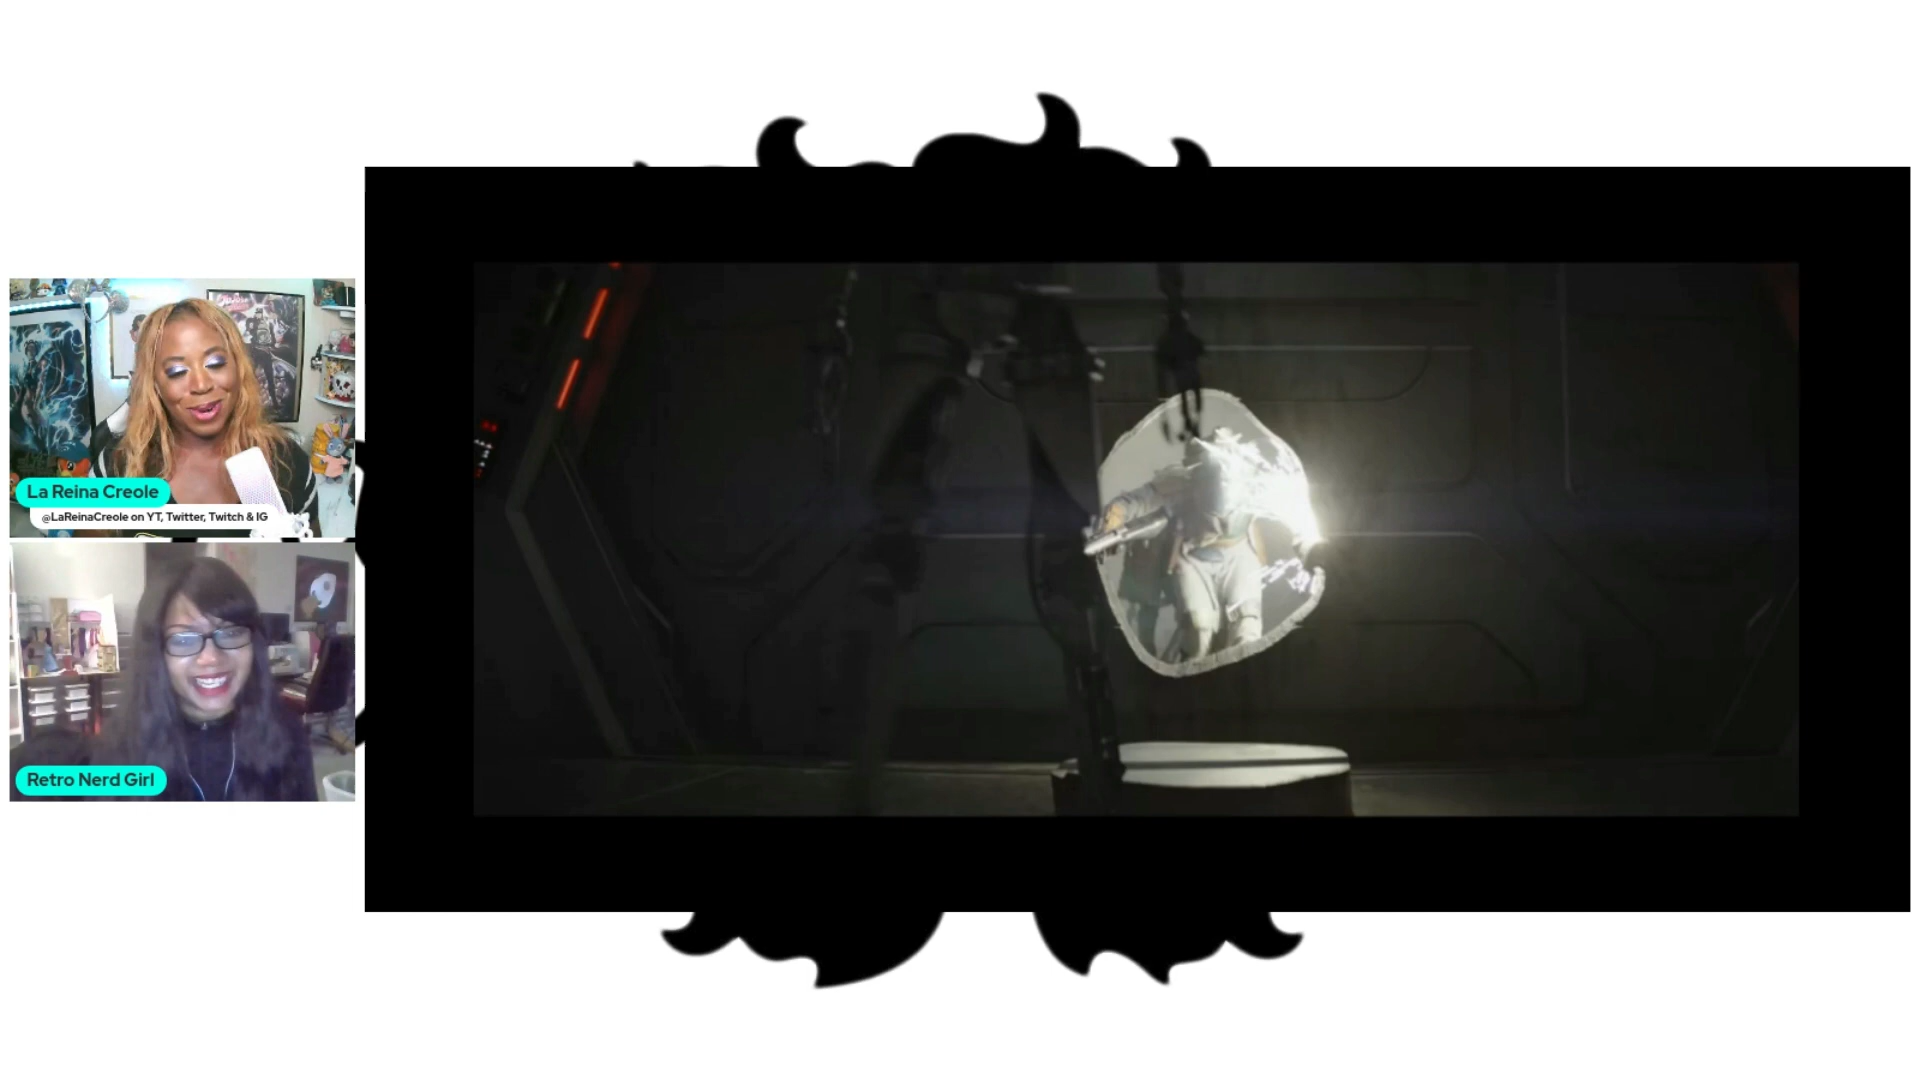 La Reina Creole
@LaReinaCreole on YT, Twitter, Twitch & IG
Retro Nerd Girl